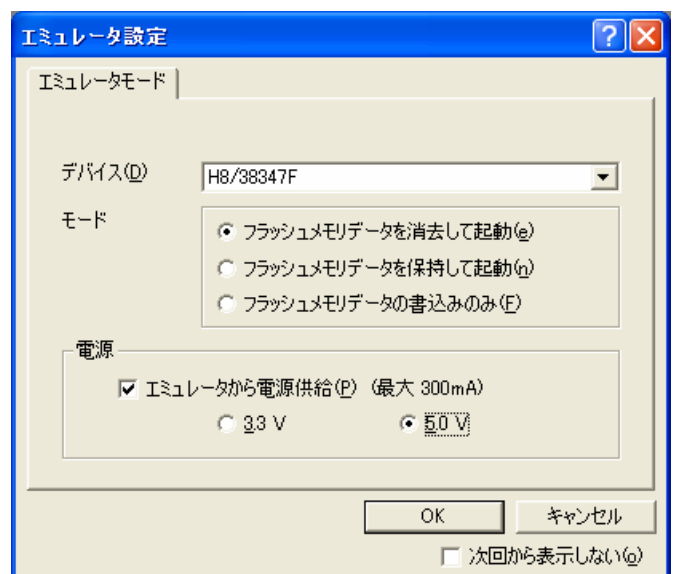 エミュレータ設定
エミュレータモード
デバイス(D) H8/38347F
モード
フラッシュメモリデータを消去して起動(e)
フラッシュメモリデータを保持して起動(n)
フラッシュメモリデータの書込みのみ(F)
電源
エミュレータから電源供給(P) (最大 300mA)
3.3 V 5.0 V
OK キャンセル
次回から表示しない(o)